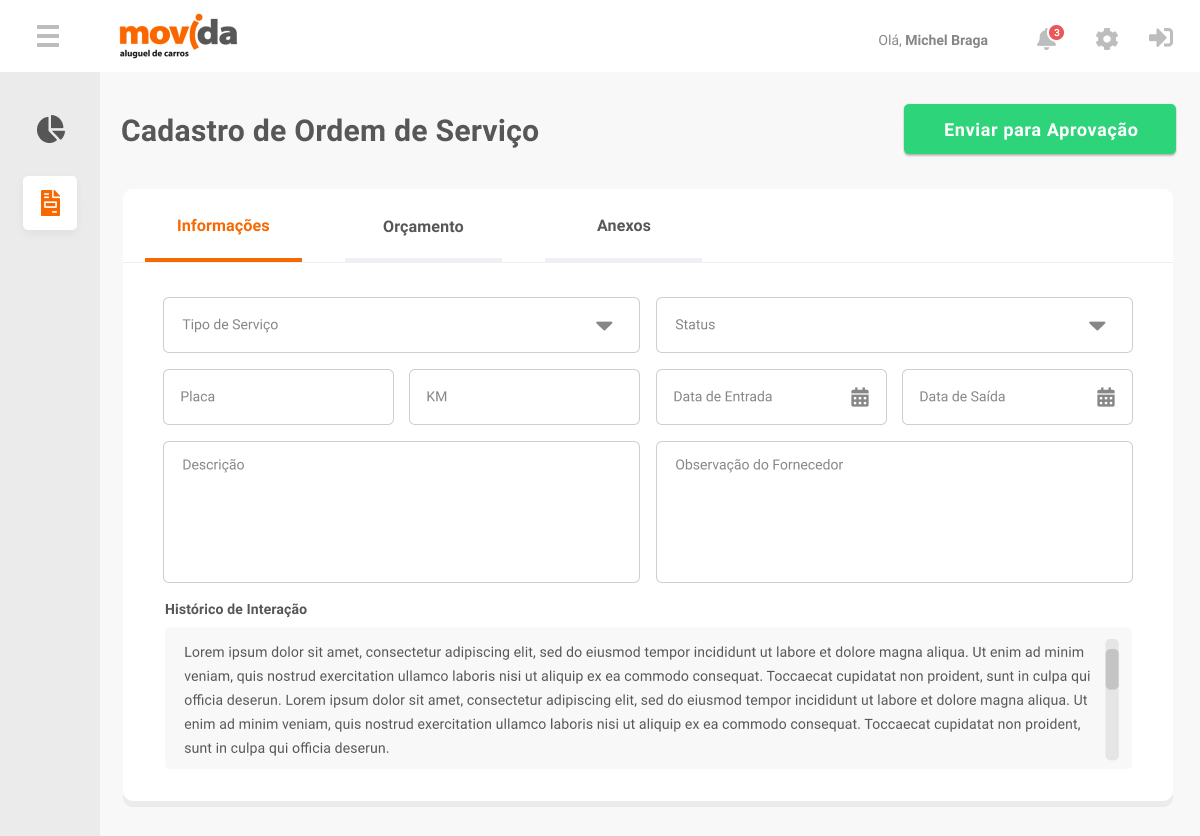 movida
aluguel de carros
Olá, Michel Braga
3
Cadastro de Ordem de Serviço
Enviar para Aprovação
Informações
Orçamento
Anexos
Tipo de Serviço
Status
Placa
KM
Data de Entrada
Data de Saída
Descrição
Observação do Fornecedor
Histórico de Interação
Lorem ipsum dolor sit amet, consectetur adipiscing elit, sed do eiusmod tempor incididunt ut labore et dolore magna aliqua. Ut enim ad minim
veniam, quis nostrud exercitation ullamco laboris nisi ut aliquip ex ea commodo consequat. Toccaecat cupidatat non proident, sunt in culpa qui
officia deserun. Lorem ipsum dolor sit amet, consectetur adipiscing elit, sed do eiusmod tempor incididunt ut labore et dolore magna aliqua. Ut
enim ad minim veniam, quis nostrud exercitation ullamco laboris nisi ut aliquip ex ea commodo consequat. Toccaecat cupidatat non proident,
sunt in culpa qui officia deserun.